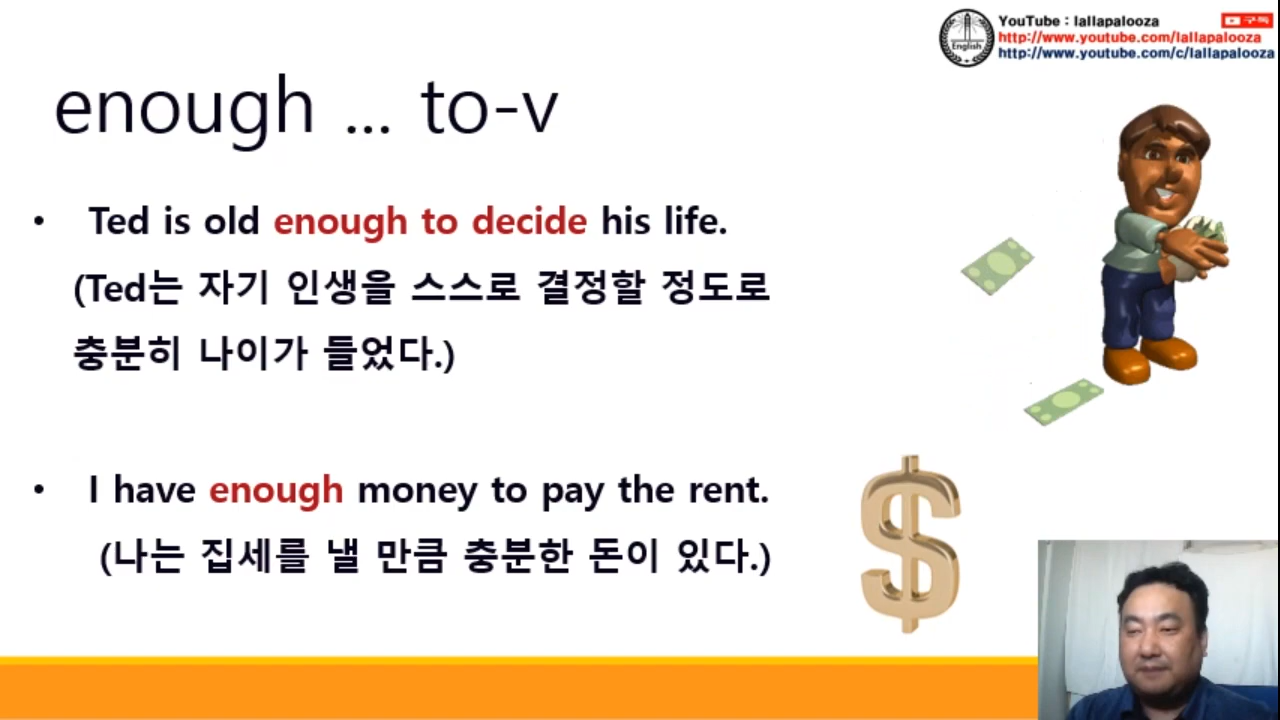 YouTube : lallapalooza
구독
http://www.youtube.com/lallapalooza
English
http://www.youtube.com/c/lallapalooza
enough ... to-v
• Ted is old enough to decide his life.
(Ted는 자기 인생을 스스로 결정할 정도로
충분히 나이가 들었다.)
• I have enough money to pay the rent.
(나는 집세를 낼 만큼 충분한 돈이 있다.)
$